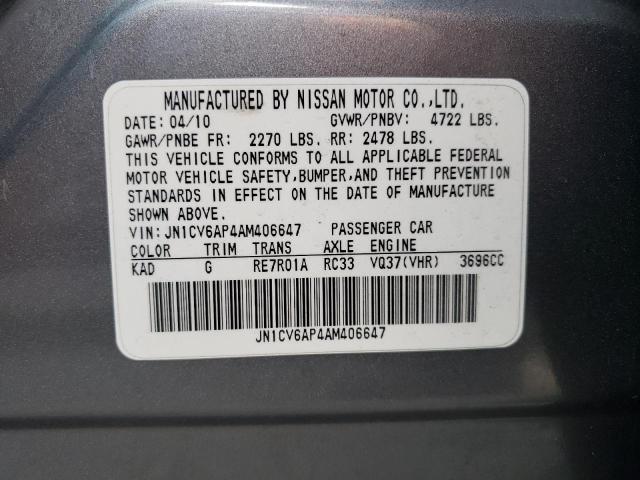 MANUFACTURED BY NISSAN MOTOR CO.,LTD.
DATE: 04/10 GVWR/PNBV: 4722 LBS.
GAWR/PNBE FR: 2270 LBS. RR: 2478 LBS.
THIS VEHICLE CONFORMS TO ALL APPLICABLE FEDERAL
MOTOR VEHICLE SAFETY,BUMPER,AND THEFT PREVENTION
STANDARDS IN EFFECT ON THE DATE OF MANUFACTURE
SHOWN ABOVE.
VIN: JN1CV6AP4AM406647 PASSENGER CAR
COLOR TRIM TRANS AXLE ENGINE
KAD G RE7R01A RC33 VQ37(VHR) 3696CC
JN1CV6AP4AM406647